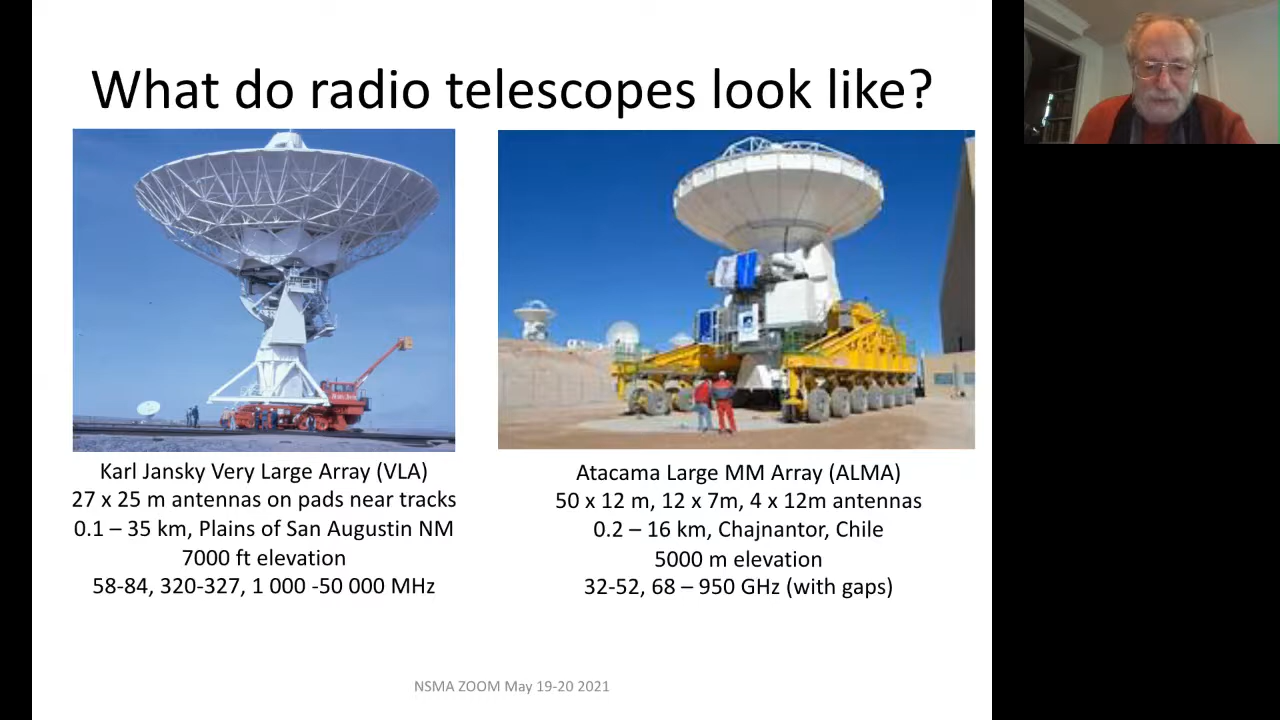 What do radio telescopes look like?
Karl Jansky Very Large Array (VLA)
27 x 25 m antennas on pads near tracks
0.1 – 35 km, Plains of San Augustin NM
7000 ft elevation
58-84, 320-327, 1 000 -50 000 MHz
Atacama Large MM Array (ALMA)
50 x 12 m, 12 x 7m, 4 x 12m antennas
0.2 – 16 km, Chajnantor, Chile
5000 m elevation
32-52, 68 – 950 GHz (with gaps)
NSMA ZOOM May 19-20 2021